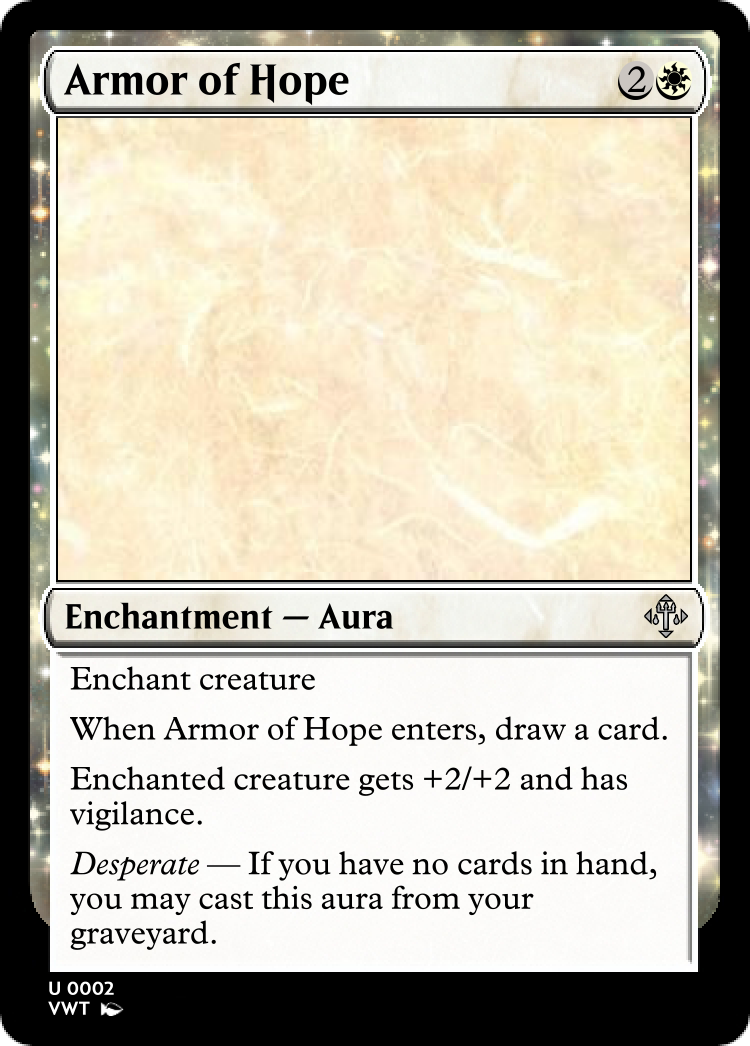 Armor of Hope 2
Enchantment — Aura
Enchant creature
When Armor of Hope enters, draw a card.
Enchanted creature gets +2/+2 and has
vigilance.
Desperate — If you have no cards in hand,
you may cast this aura from your
graveyard.
U 0002
VWT